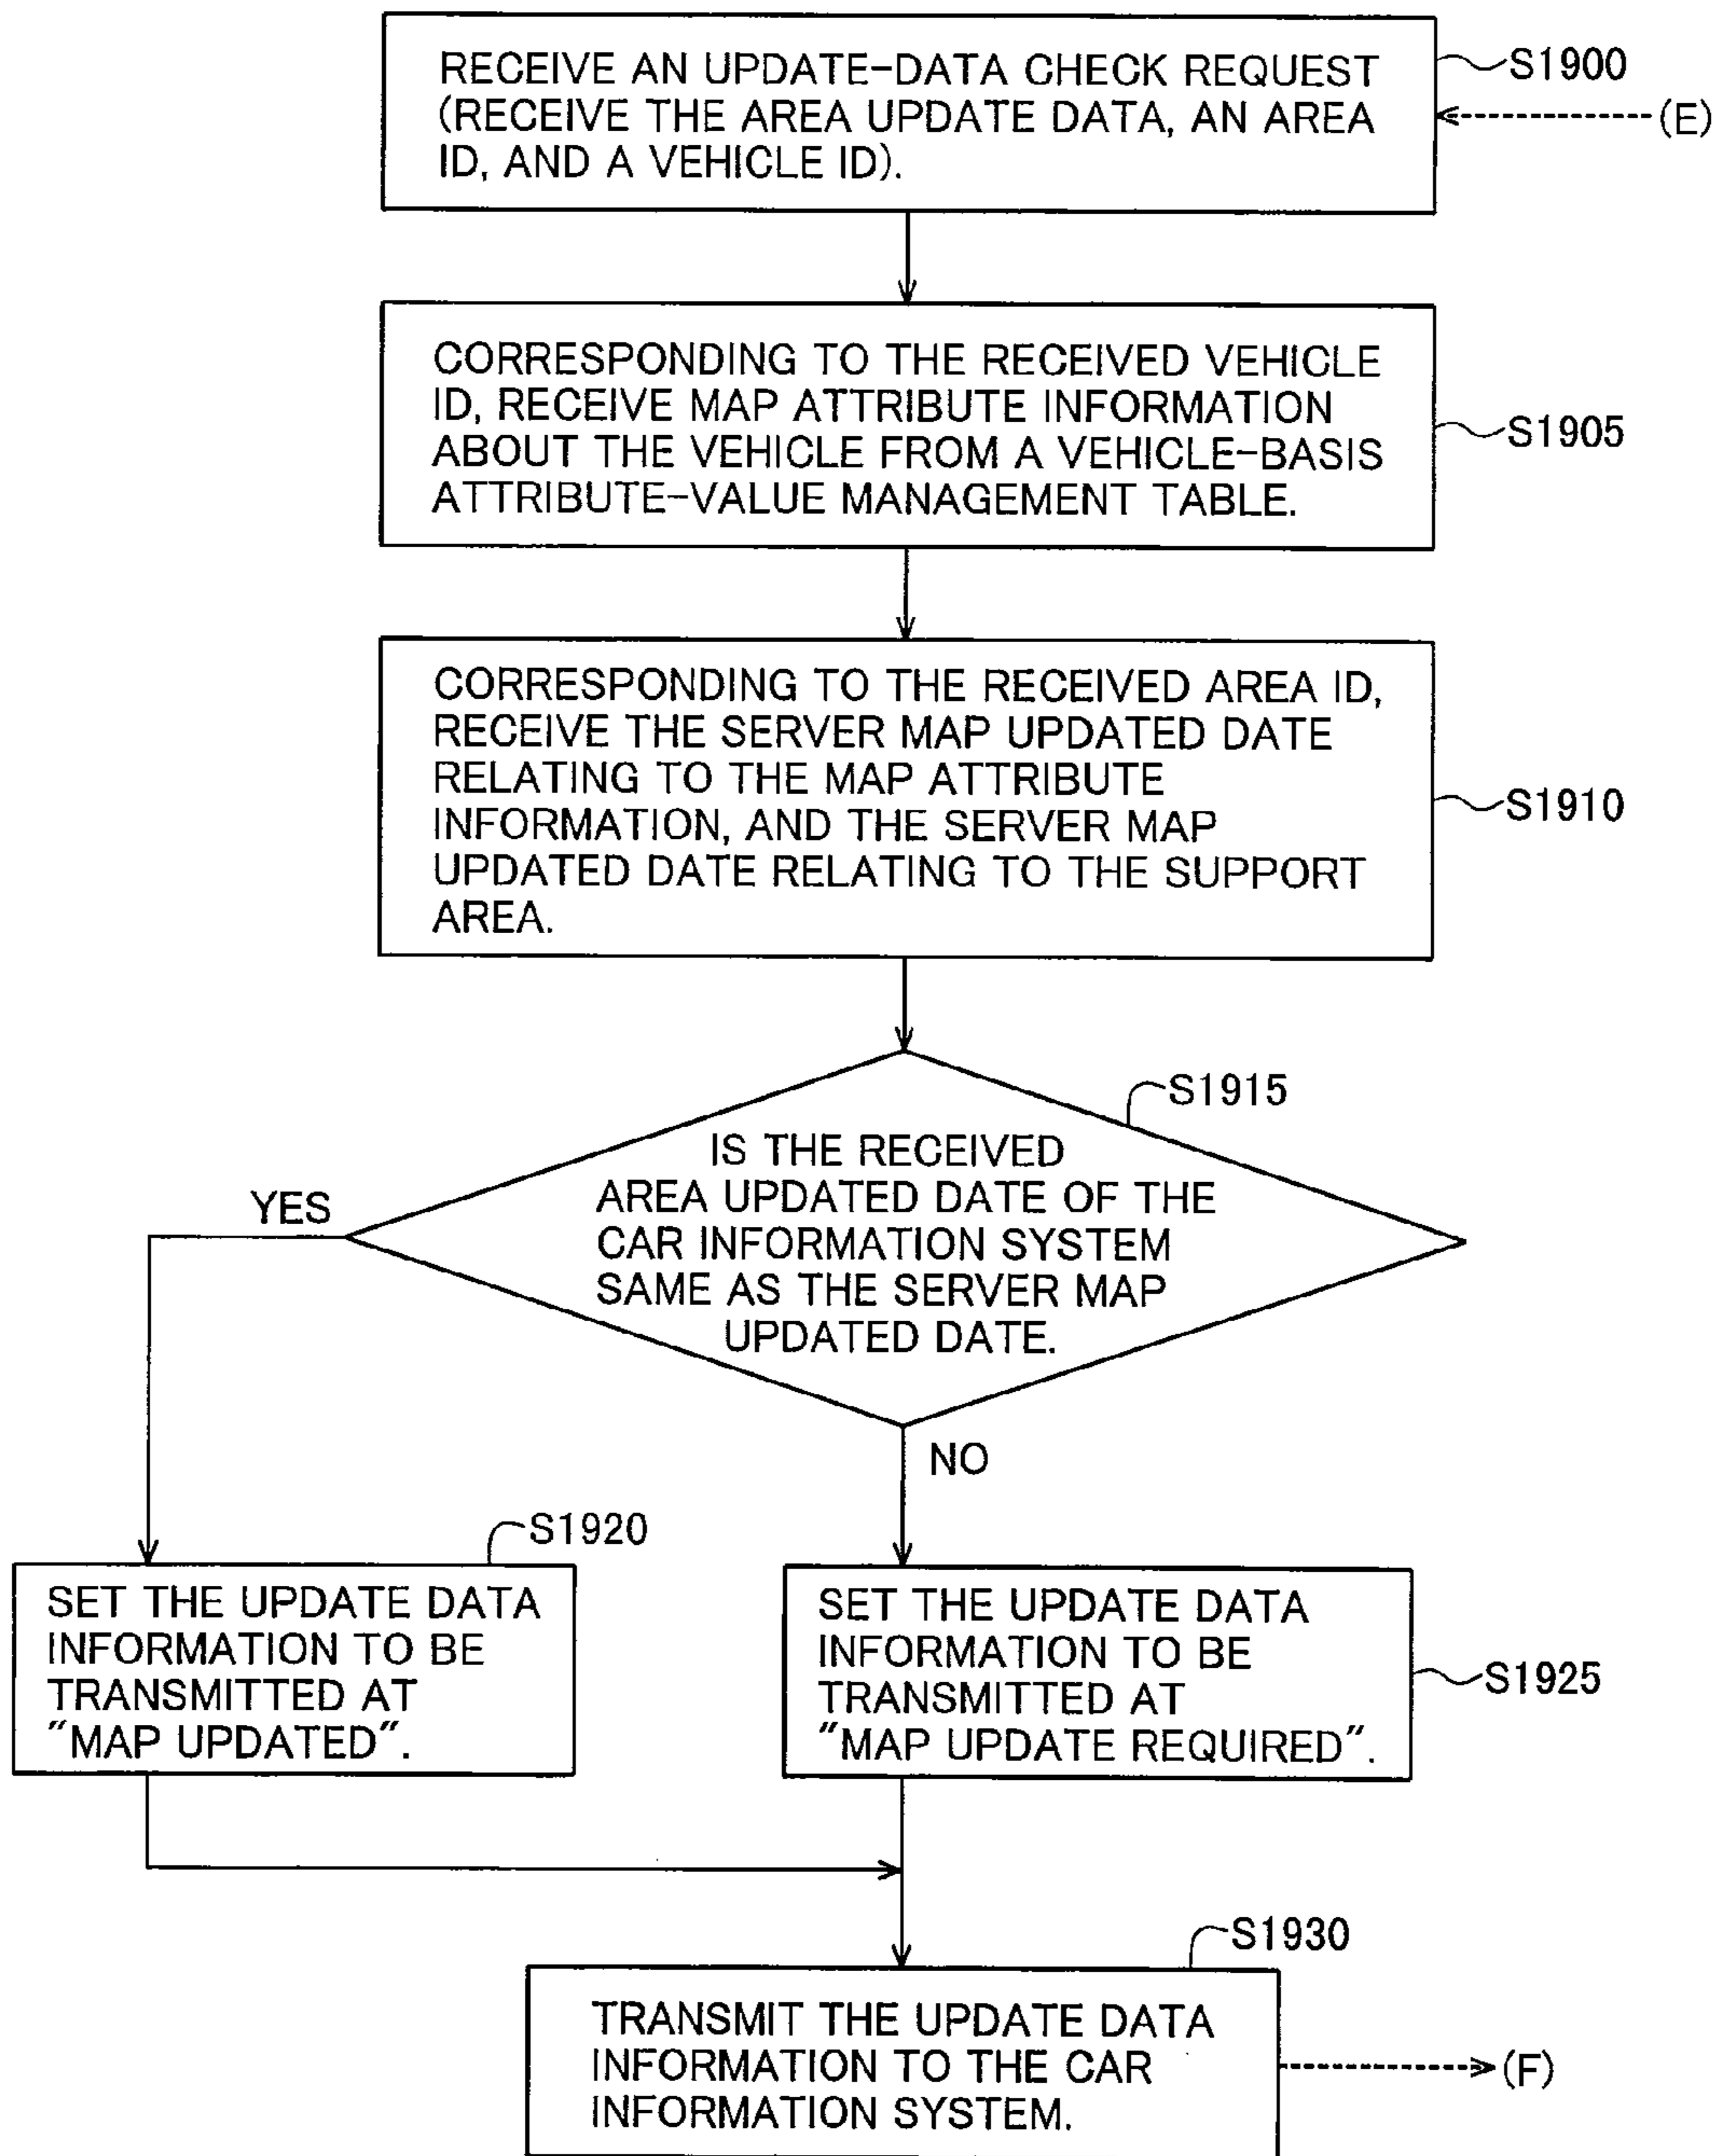 RECEIVE AN UPDATE-DATA CHECK REQUEST
(RECEIVE THE AREA UPDATE DATA, AN AREA
ID, AND A VEHICLE ID).
S1900
(E)
CORRESPONDING TO THE RECEIVED VEHICLE
ID, RECEIVE MAP ATTRIBUTE INFORMATION
ABOUT THE VEHICLE FROM A VEHICLE-BASIS
ATTRIBUTE-VALUE MANAGEMENT TABLE.
S1905
CORRESPONDING TO THE RECEIVED AREA ID,
RECEIVE THE SERVER MAP UPDATED DATE
RELATING TO THE MAP ATTRIBUTE
INFORMATION, AND THE SERVER MAP
UPDATED DATE RELATING TO THE SUPPORT
AREA.
S1910
S1915
IS THE RECEIVED
AREA UPDATED DATE OF THE
CAR INFORMATION SYSTEM
SAME AS THE SERVER MAP
UPDATED DATE.
YES
NO
S1920
SET THE UPDATE DATA
INFORMATION TO BE
TRANSMITTED AT
"MAP UPDATED".
SET THE UPDATE DATA
INFORMATION TO BE
TRANSMITTED AT
"MAP UPDATE REQUIRED".
S1925
S1930
TRANSMIT THE UPDATE DATA
INFORMATION TO THE CAR
INFORMATION SYSTEM.
(F)